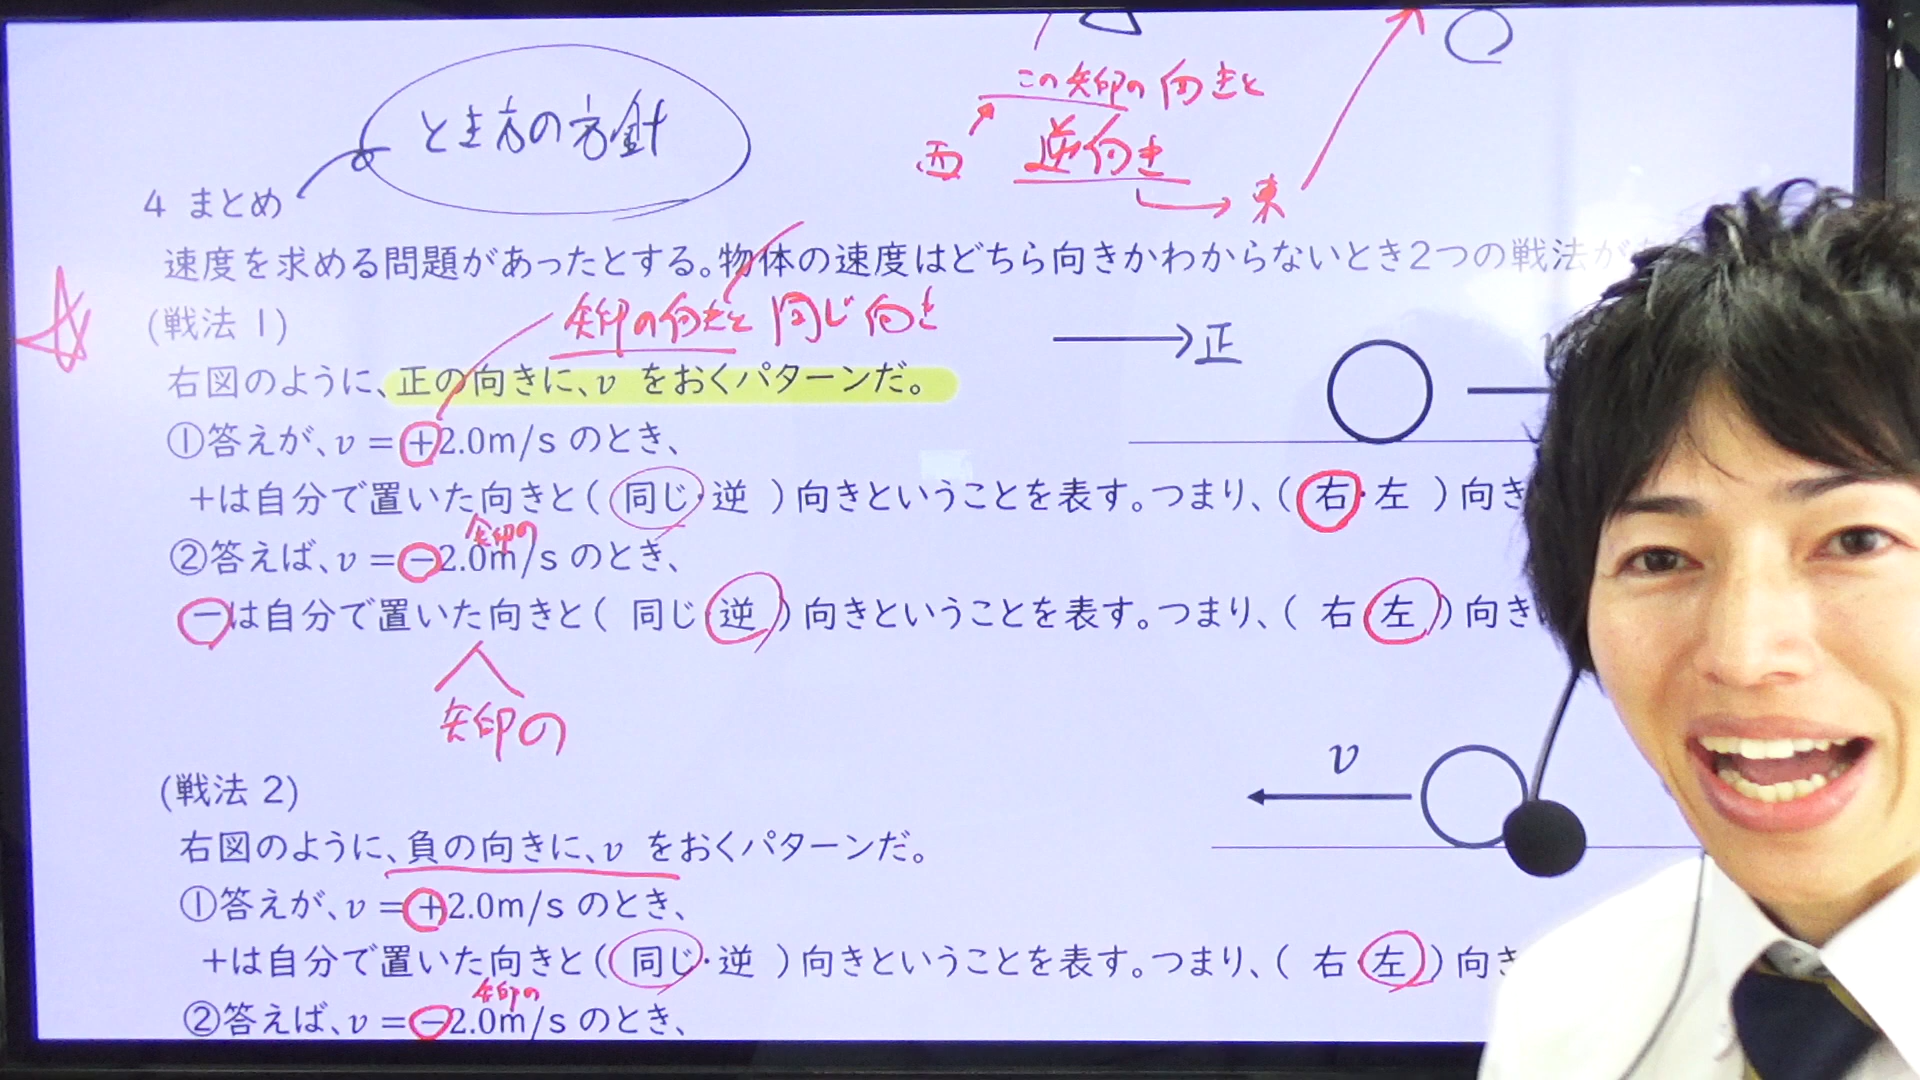 この矢印の向きと
西 逆向き
東
とき方の方針
4 まとめ
速度を求める問題があったとする。物体の速度はどちら向きかわからないとき2つの戦法が
(戦法 1)
矢印の向きと同じ向き
正
右図のように、正の向きに、v をおくパターンだ。
①答えが、v = +2.0m/s のとき、
+は自分で置いた向きと( 同じ・逆 )向きということを表す。つまり、( 右・左 )向き
矢印の
②答えば、v = −2.0m/s のとき、
−は自分で置いた向きと( 同じ・逆 )向きということを表す。つまり、( 右・左 )向き
矢印の
v
(戦法 2)
右図のように、負の向きに、v をおくパターンだ。
①答えが、v = +2.0m/s のとき、
+は自分で置いた向きと( 同じ・逆 )向きということを表す。つまり、( 右・左 )向き
矢印の
②答えば、v = −2.0m/s のとき、